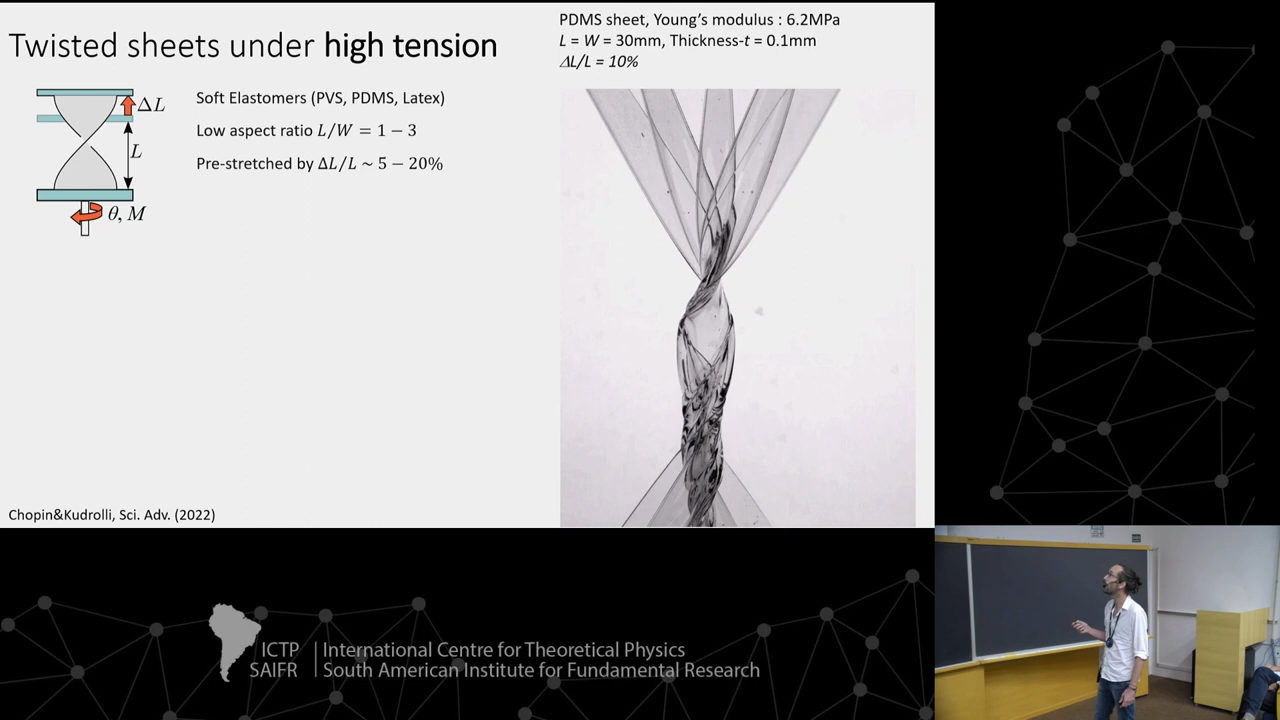 Twisted sheets under high tension
PDMS sheet, Young's modulus : 6.2MPa
L = W = 30mm, Thickness-t = 0.1mm
ΔL/L = 10%
ΔL
L
θ, M
Soft Elastomers (PVS, PDMS, Latex)
Low aspect ratio L/W = 1 − 3
Pre-stretched by ΔL/L ~ 5 − 20%
Chopin&Kudrolli, Sci. Adv. (2022)
ICTP
SAIFR
International Centre for Theoretical Physics
South American Institute for Fundamental Research